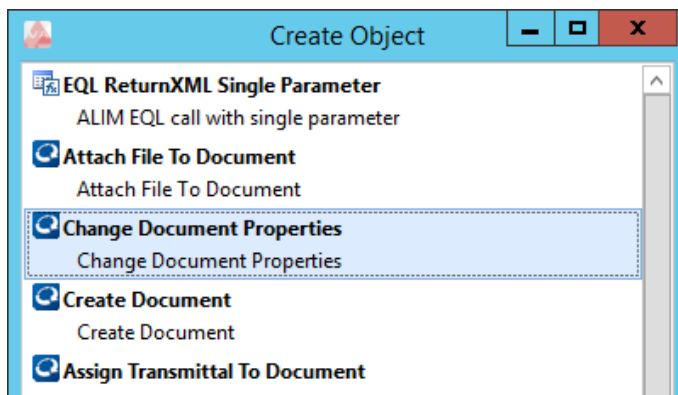 Create Object
EQL ReturnXML Single Parameter
ALIM EQL call with single parameter
Attach File To Document
Attach File To Document
Change Document Properties
Change Document Properties
Create Document
Create Document
Assign Transmittal To Document